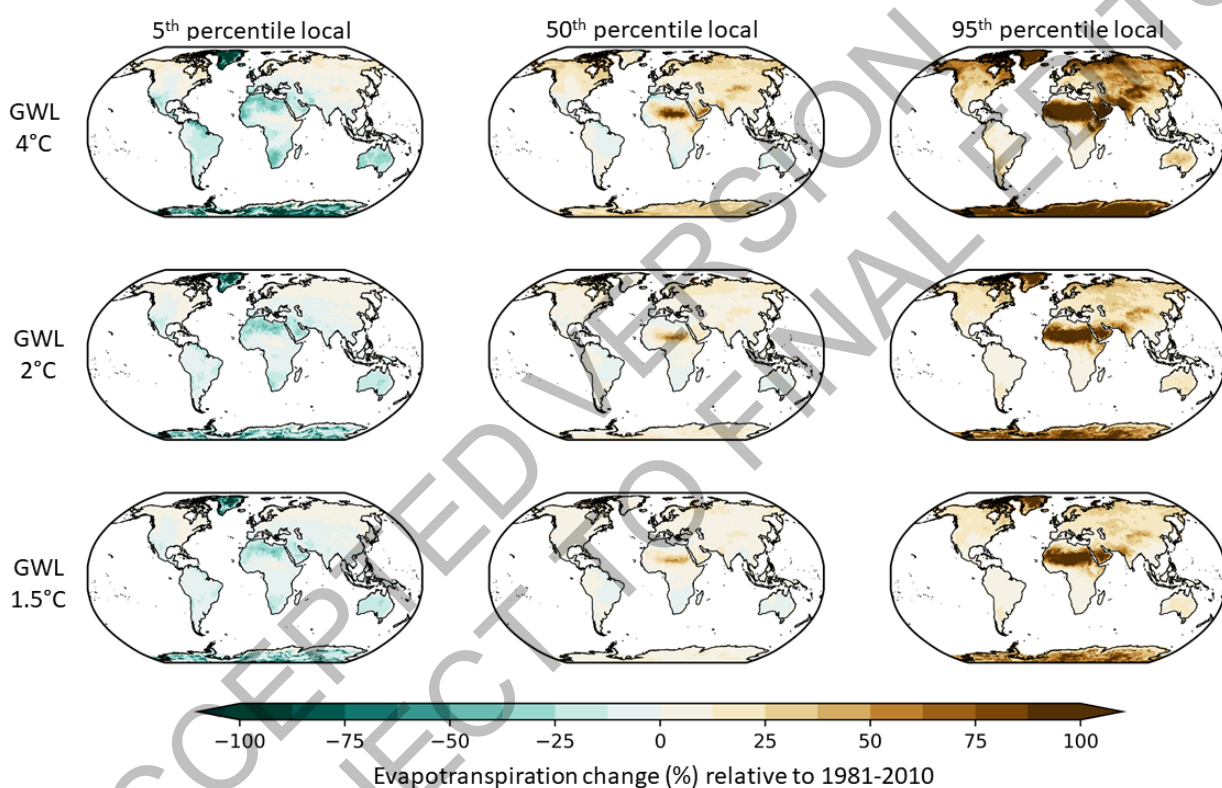 5th percentile local
50th percentile local
95th percentile local
GWL
4°C
GWL
2°C
GWL
1.5°C
−100 −75 −50 −25 0 25 50 75 100
Evapotranspiration change (%) relative to 1981-2010
ACCEPTED VERSION
SUBJECT TO FINAL EDITS